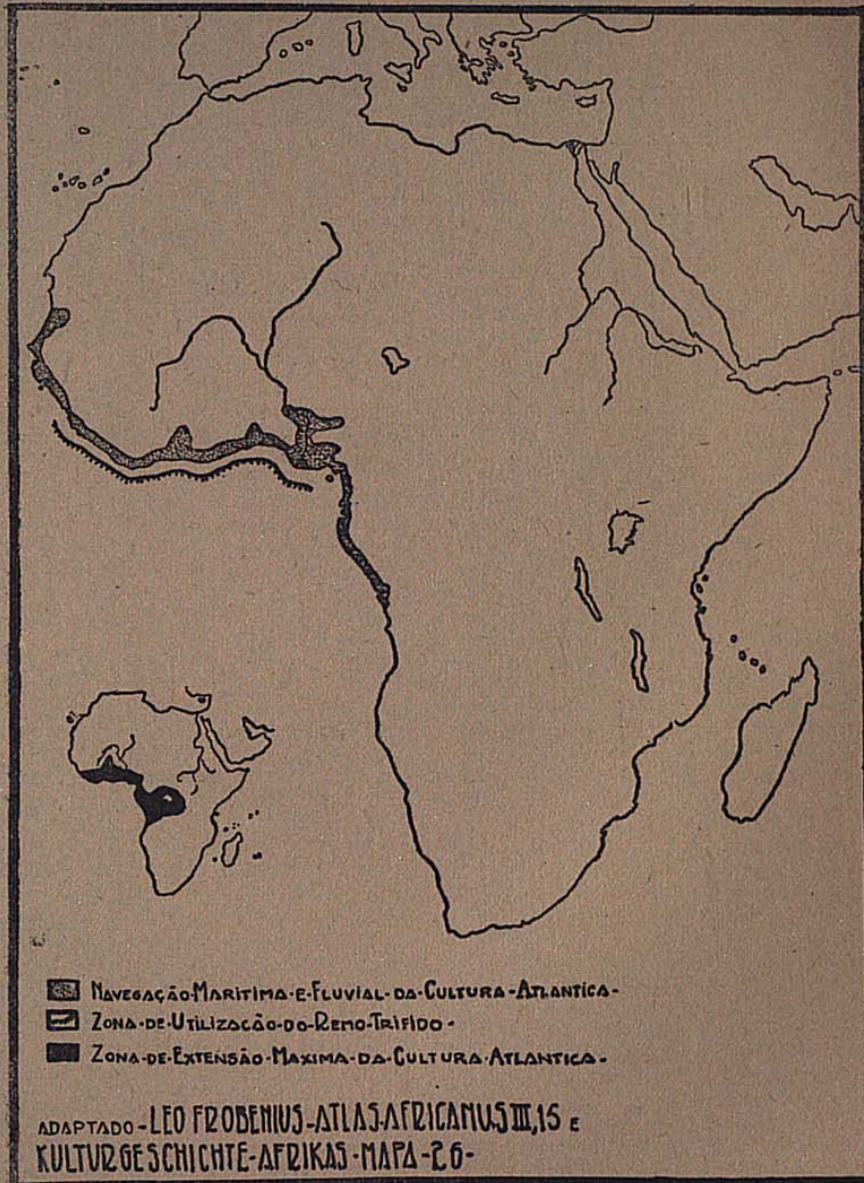 NAVEGAÇÃO·MARITIMA·E·FLUVIAL·DA·CULTURA·ATLANTICA-
ZONA·DE·UTILIZAÇÃO·DO·REMO·TRIFIDO-
ZONA·DE·EXTENSÃO·MAXIMA·DA·CULTURA·ATLANTICA-
ADAPTADO-LEO FROBENIUS-ATLAS·AFRICANUS III,15 E
KULTURGESCHICHTE-AFRIKAS-MAPA-26-